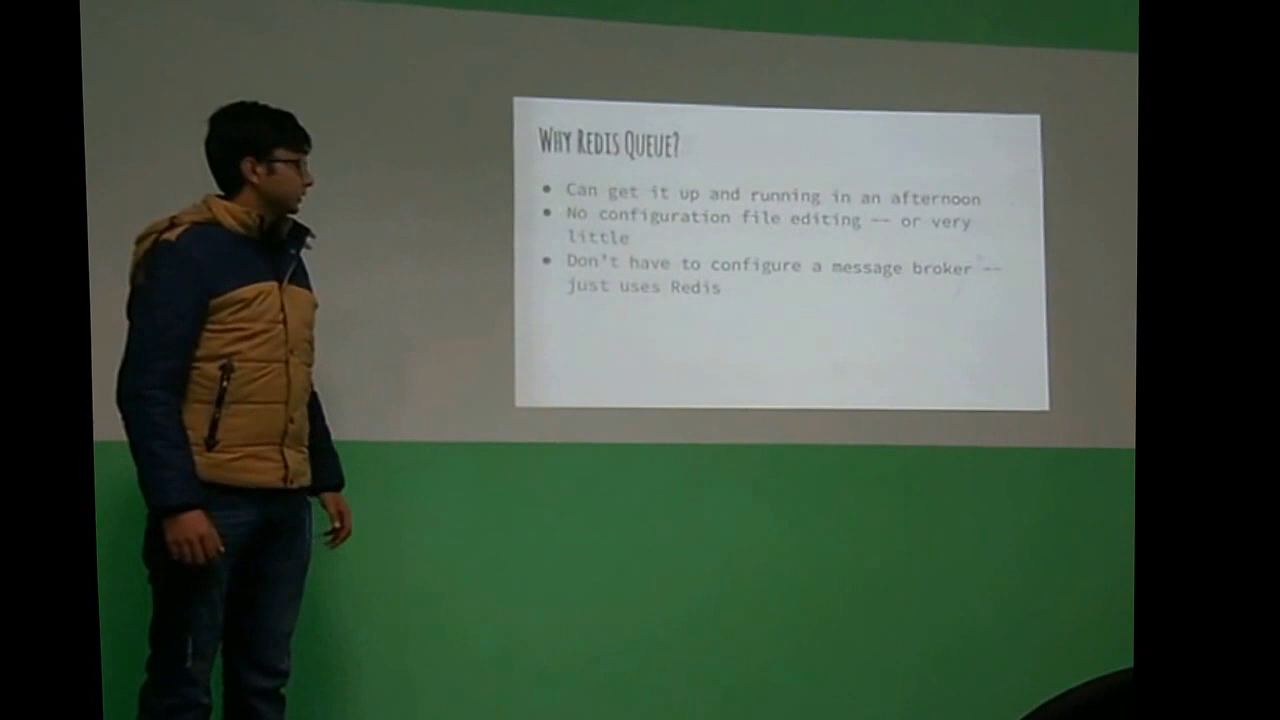 WHY REDIS QUEUE?
● Can get it up and running in an afternoon
● No configuration file editing -- or very
little
● Don't have to configure a message broker --
just uses Redis